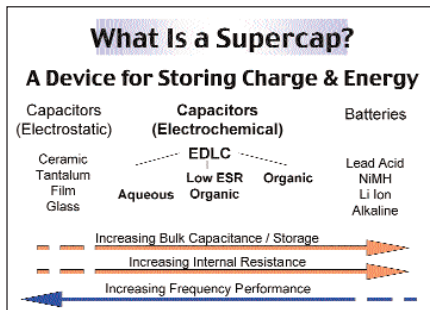 What Is a Supercap?
A Device for Storing Charge & Energy
Capacitors
(Electrostatic)
Ceramic
Tantalum
Film
Glass
Capacitors
(Electrochemical)
EDLC
Aqueous
Low ESR
Organic
Organic
Batteries
Lead Acid
NiMH
Li Ion
Alkaline
Increasing Bulk Capacitance / Storage
Increasing Internal Resistance
Increasing Frequency Performance